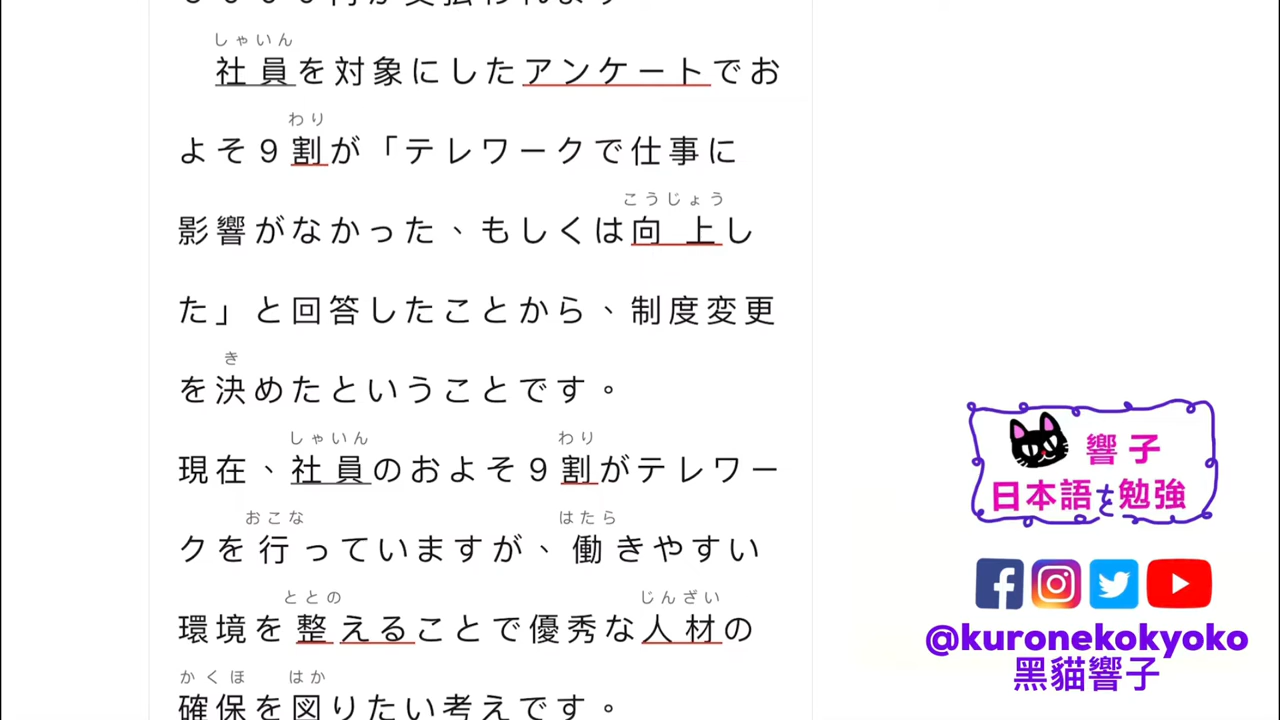 しゃいん
社員を対象にしたアンケートでお
わり
よそ９割が「テレワークで仕事に
こうじょう
影響がなかった、もしくは向上し
た」と回答したことから、制度変更
き
を決めたということです。
しゃいん わり
現在、社員のおよそ９割がテレワー
おこな はたら
クを行っていますが、働きやすい
ととの じんざい
環境を整えることで優秀な人材の
かくほ はか
確保を図りたい考えです。
響子
日本語を勉強
@kuronekokyoko
黑貓響子